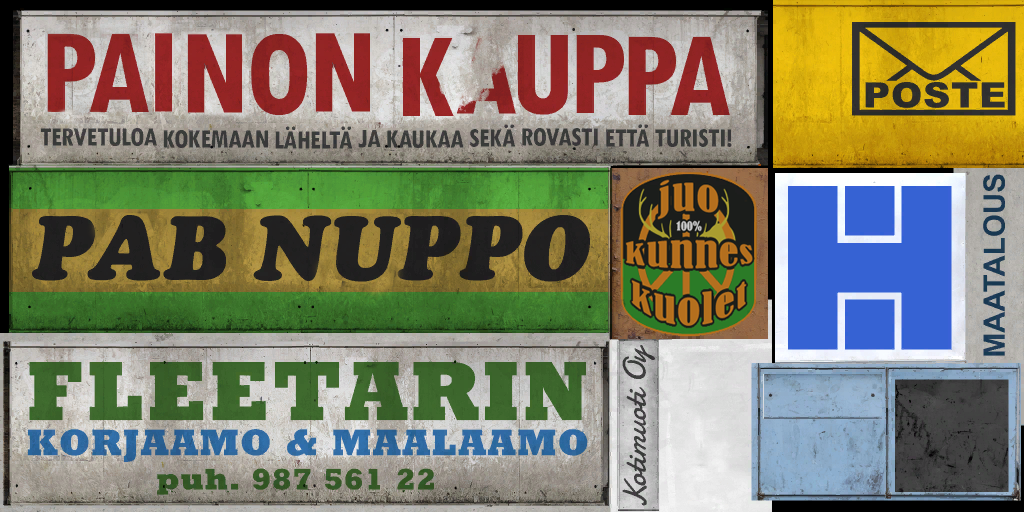 PAINON KAUPPA
TERVETULOA KOKEMAAN LÄHELTÄ JA KAUKAA SEKÄ ROVASTI ETTÄ TURISTI!
POSTE
PAB NUPPO
juo
100%
kunnes
kuolet
H
MAATALOUS
FLEETARIN
KORJAAMO & MAALAAMO
puh. 987 561 22
Kotimuoti Oy